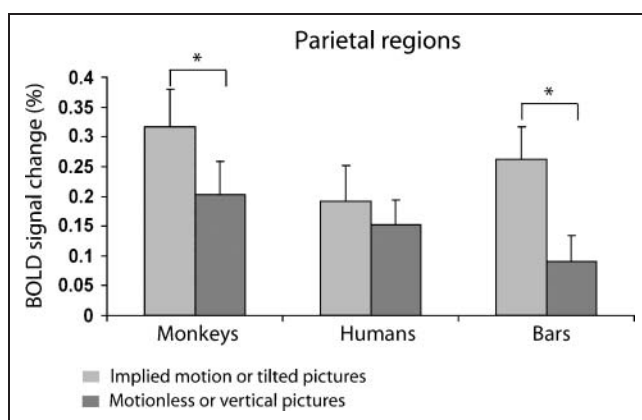 Parietal regions
*
*
BOLD signal change (%)
0.4
0.35
0.3
0.25
0.2
0.15
0.1
0.05
0
Monkeys Humans Bars
Implied motion or tilted pictures
Motionless or vertical pictures